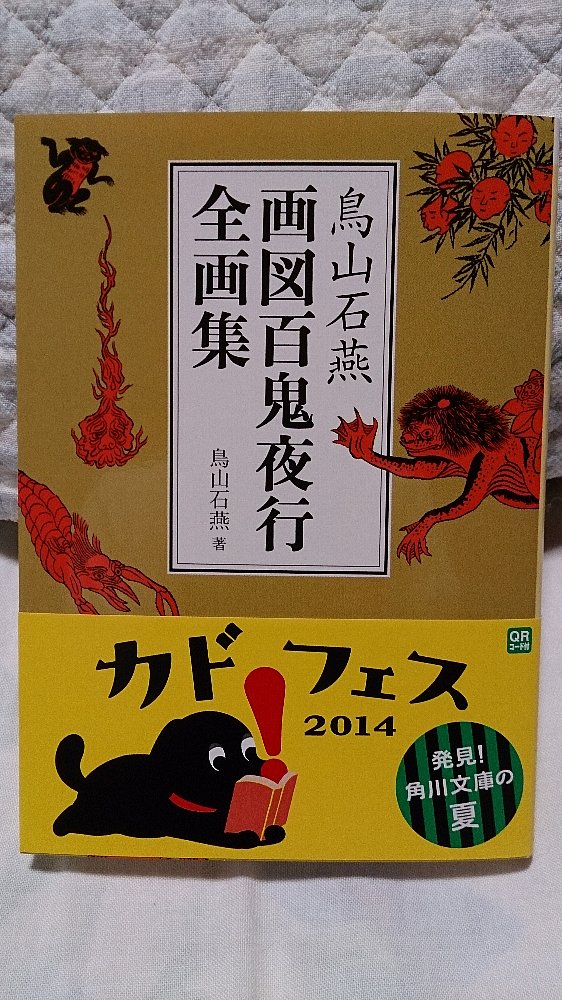 鳥山石燕
画図百鬼夜行
全画集
鳥山石燕 著
カドフェス!
2014
QR
コード付
発見!
角川文庫の
夏